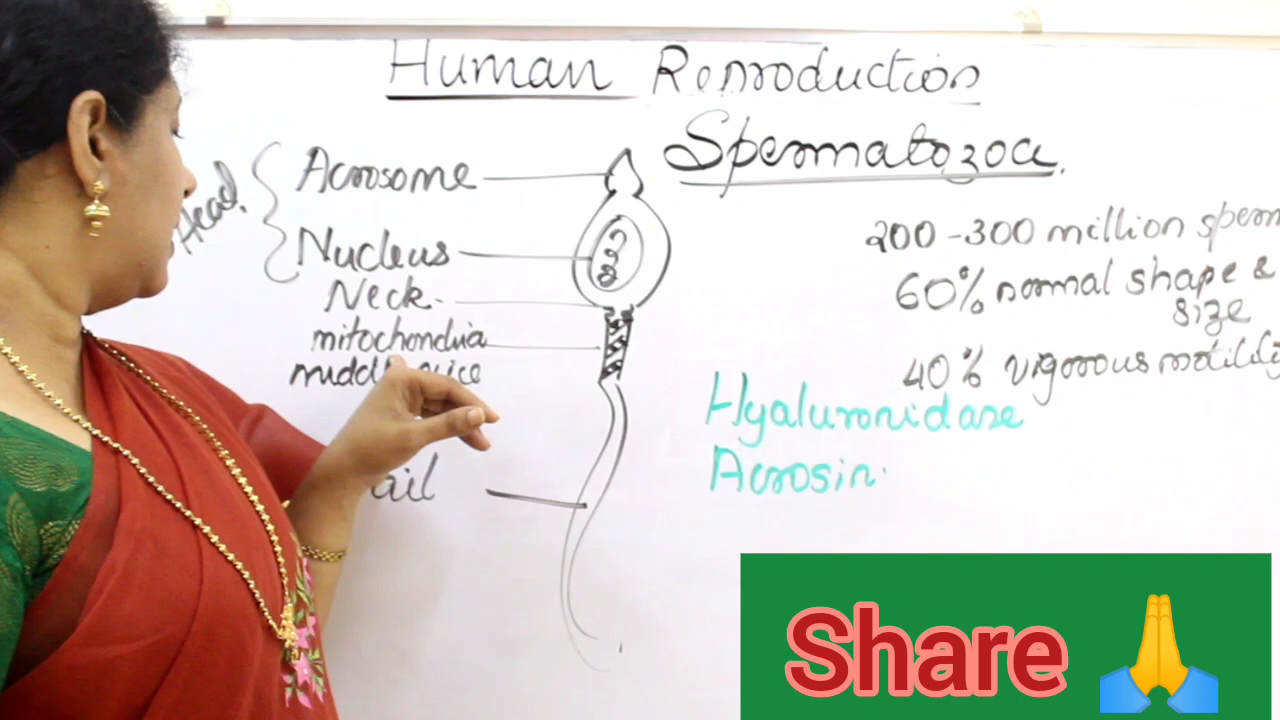 Human Reproduction
Spermatozoa.
Head.
Acrosome
Nucleus
Neck.
mitochondria
200-300 million sperm
60% normal shape &
size
40% vigorous motility
Hyaluronidase
Acrosin.
Share 🙏